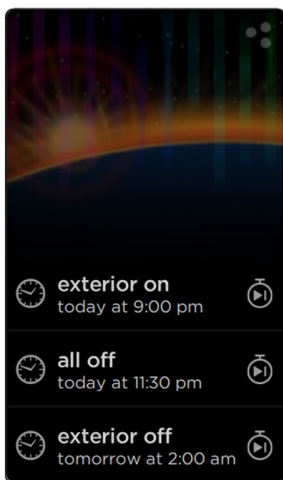 exterior on
today at 9:00 pm
all off
today at 11:30 pm
exterior off
tomorrow at 2:00 am